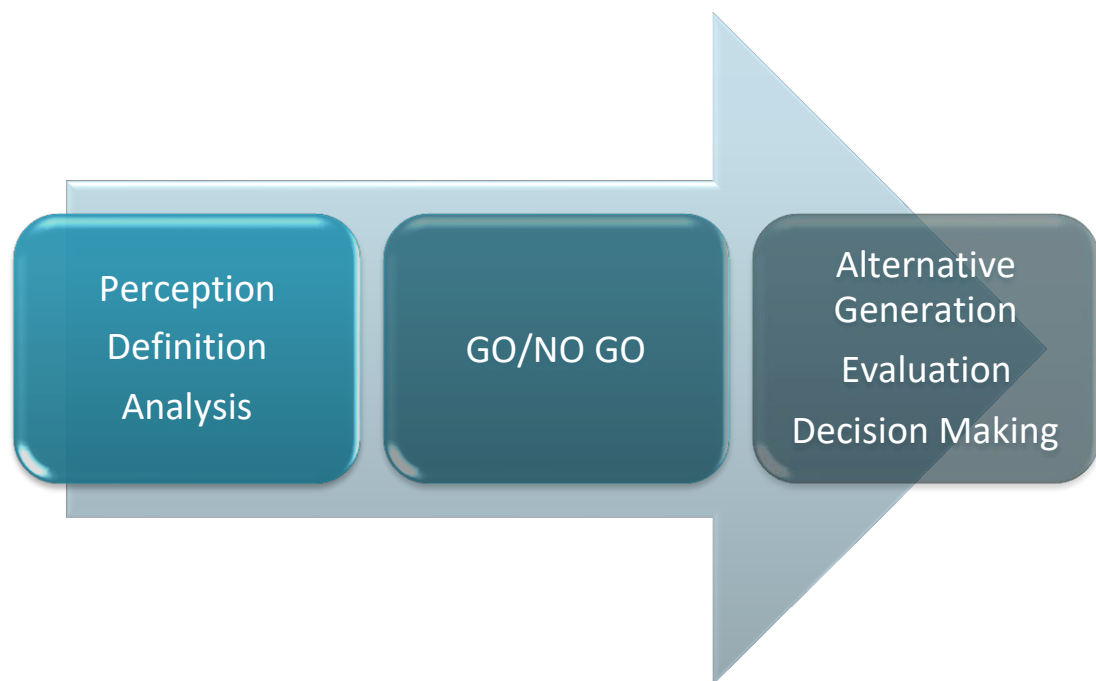 Perception
Definition
Analysis
GO/NO GO
Alternative
Generation
Evaluation
Decision Making